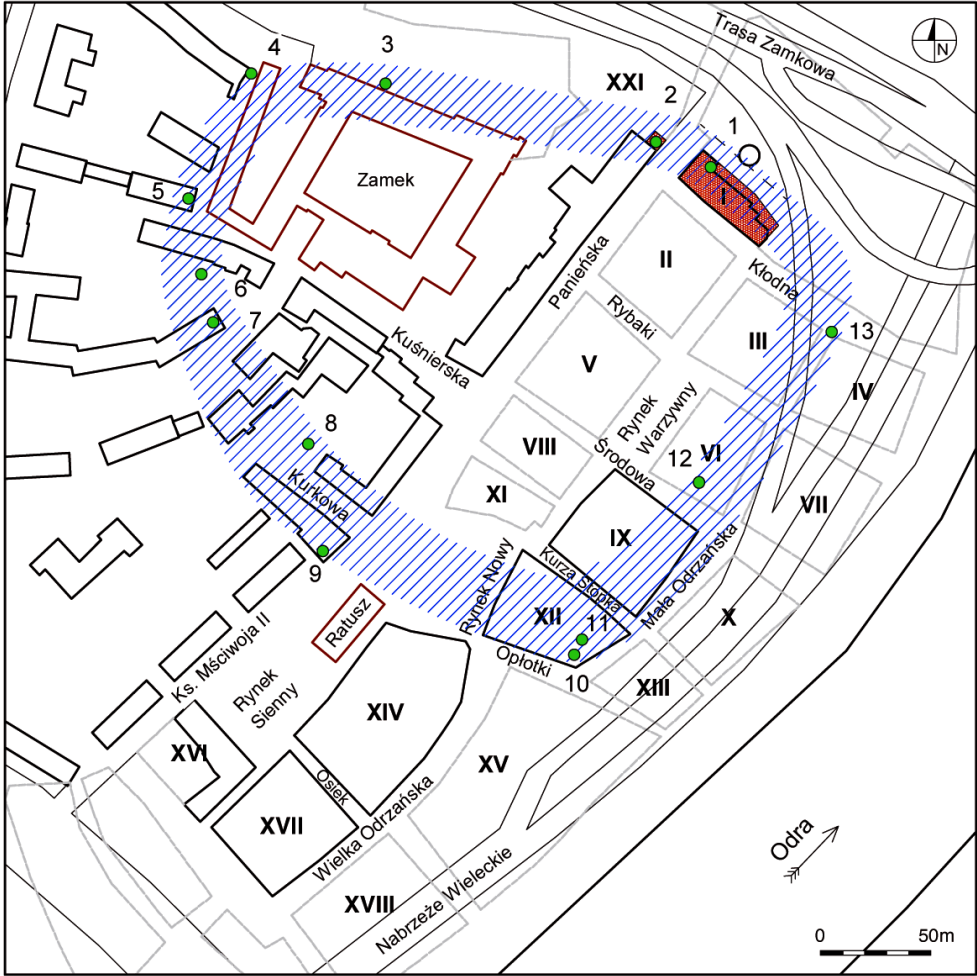 Trasa Zamkowa
N
XXI
4
3
2
1
I
Zamek
5
6
7
II
Kłodna
Panieńska
Rybaki
Kuśnierska
III
13
IV
V
Rynek
Warzywny
VIII
Środowa
VI
12
VII
8
XI
Kurkowa
9
IX
Kurza Stopka
Mała Odrzańska
X
Rynek Nowy
XII
11
10
Opłotki
XIII
Ratusz
Ks. Mściwoja II
Rynek
Sienny
XIV
XV
XVI
Osiek
XVII
Wielka Odrzańska
XVIII
Nabrzeże Wieleckie
Odra
0 50m